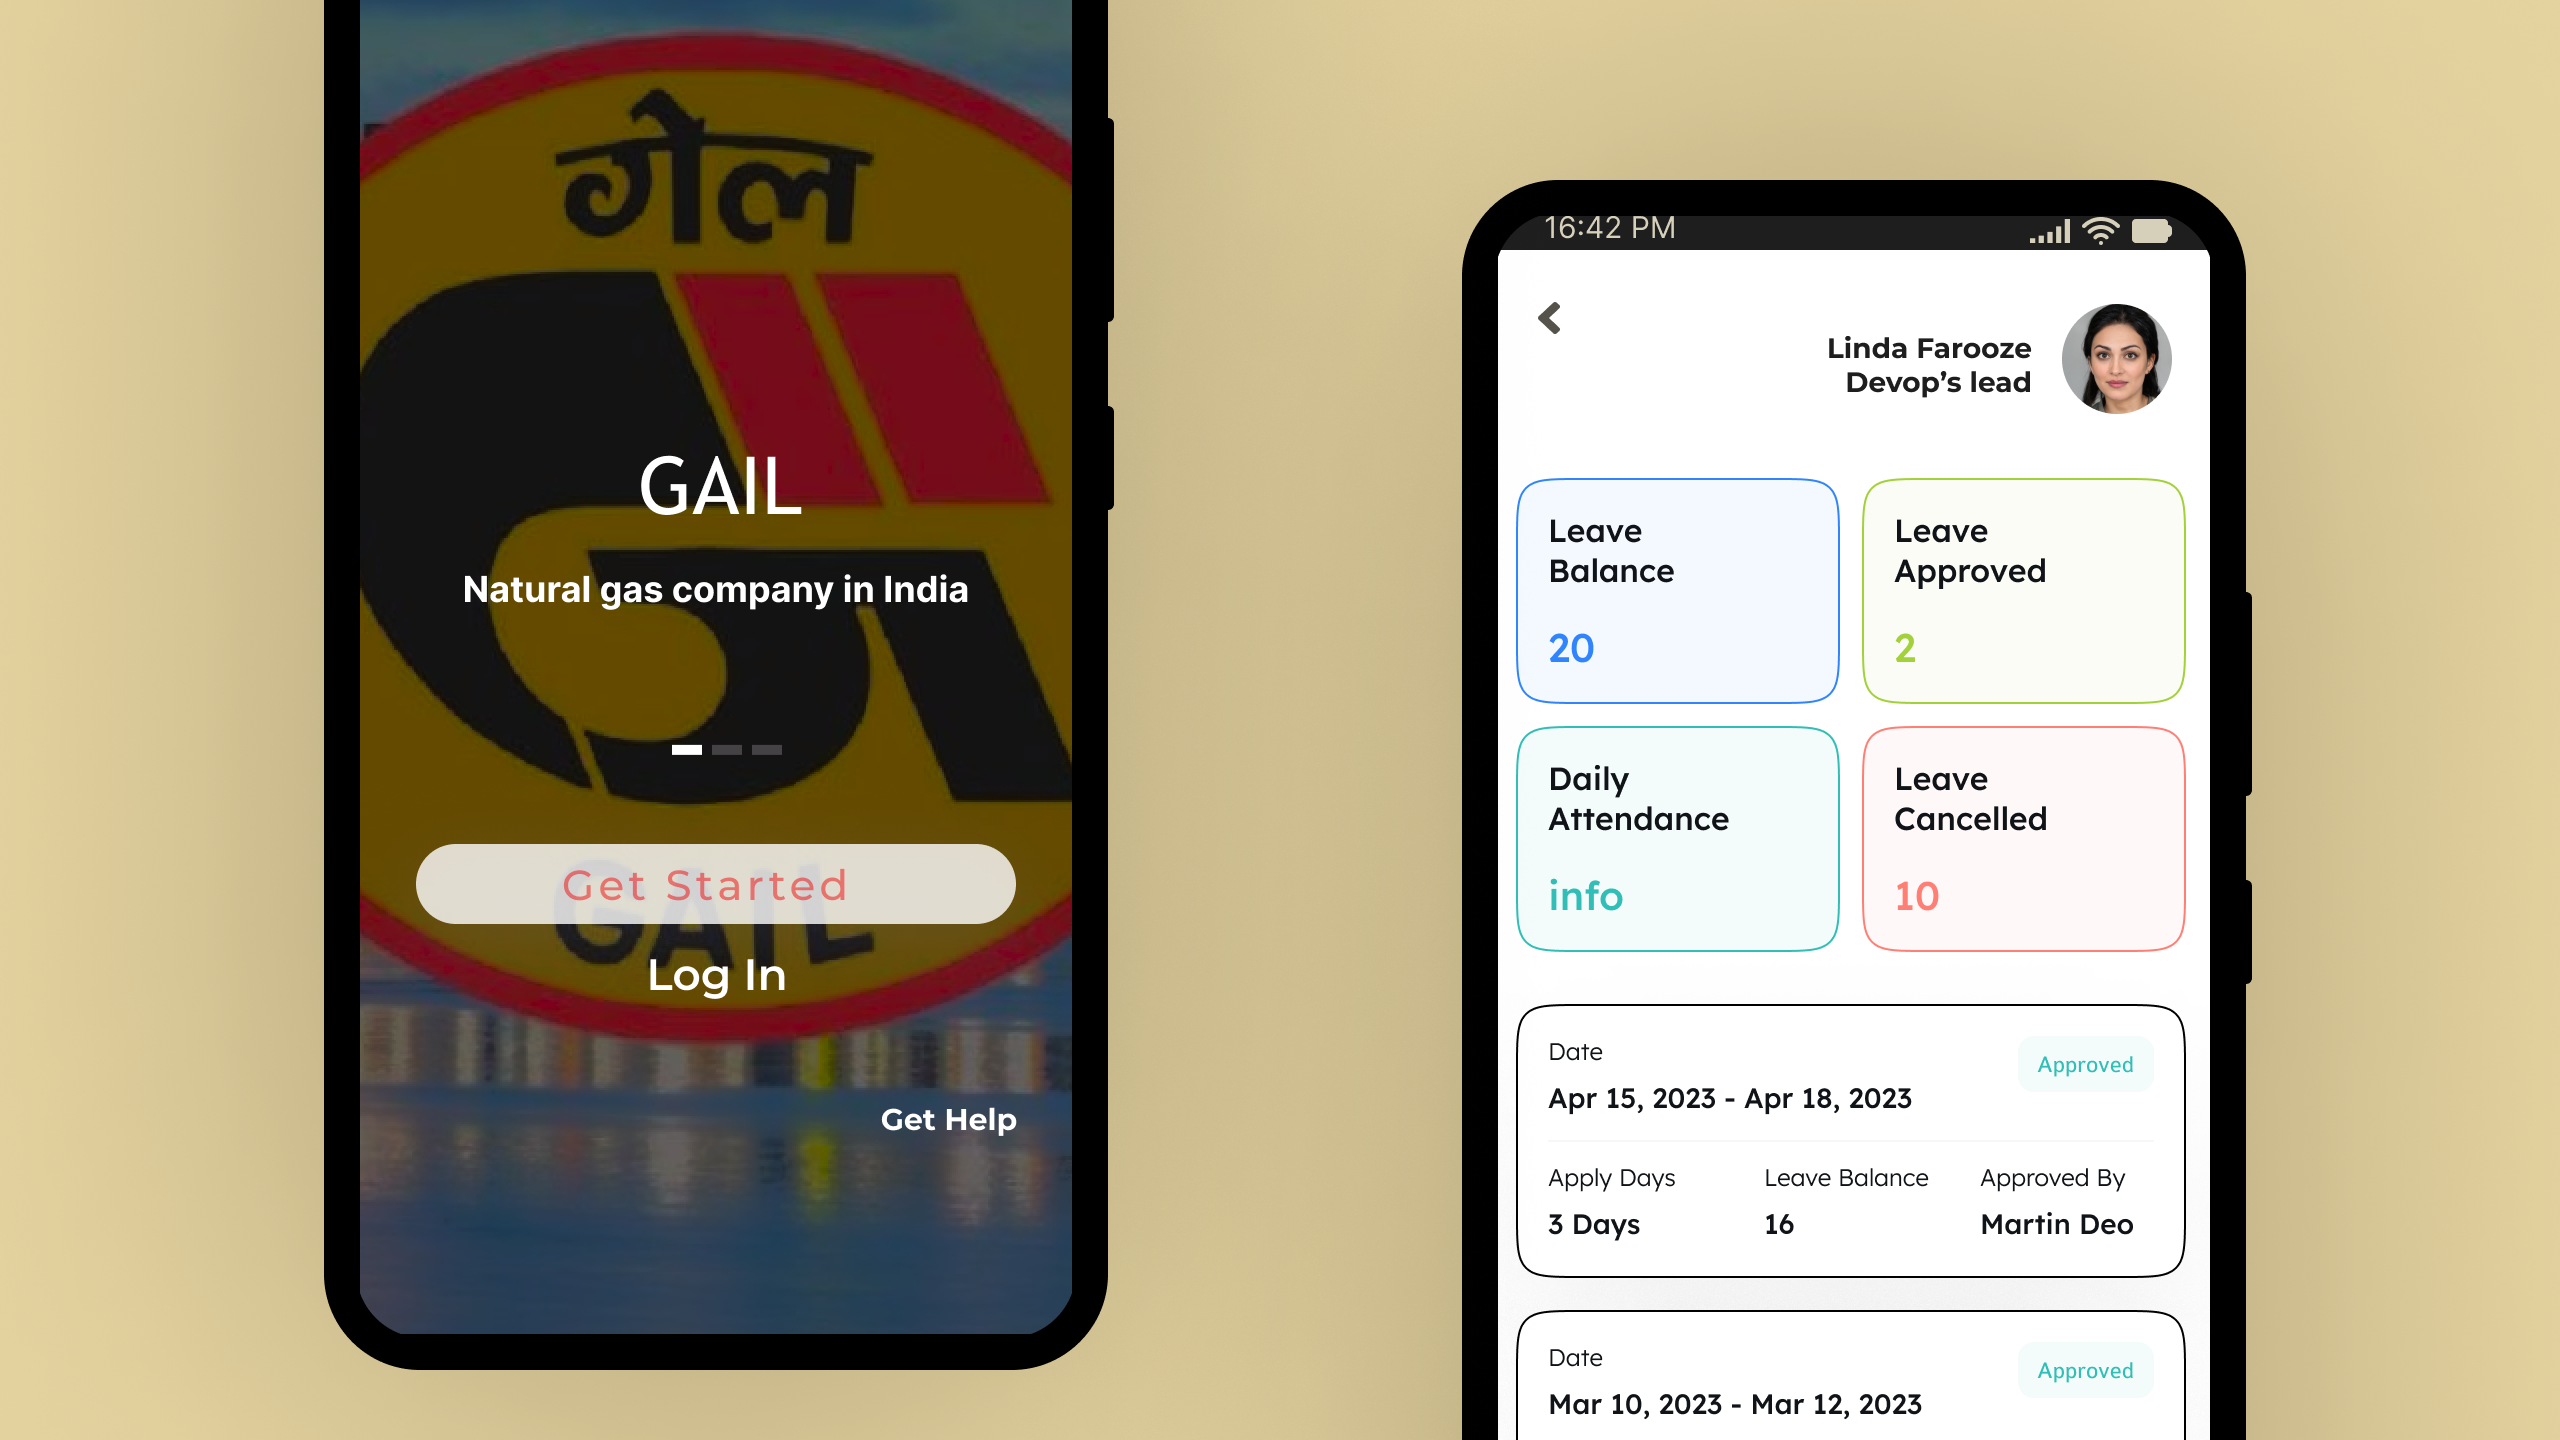 गेल
GAIL
Natural gas company in India
Get Started
GAIL
Log In
Get Help
16:42 PM
Linda Farooze
Devop’s lead
Leave
Balance
20
Leave
Approved
2
Daily
Attendance
info
Leave
Cancelled
10
Date
Approved
Apr 15, 2023 - Apr 18, 2023
Apply Days
Leave Balance
Approved By
3 Days
16
Martin Deo
Date
Approved
Mar 10, 2023 - Mar 12, 2023